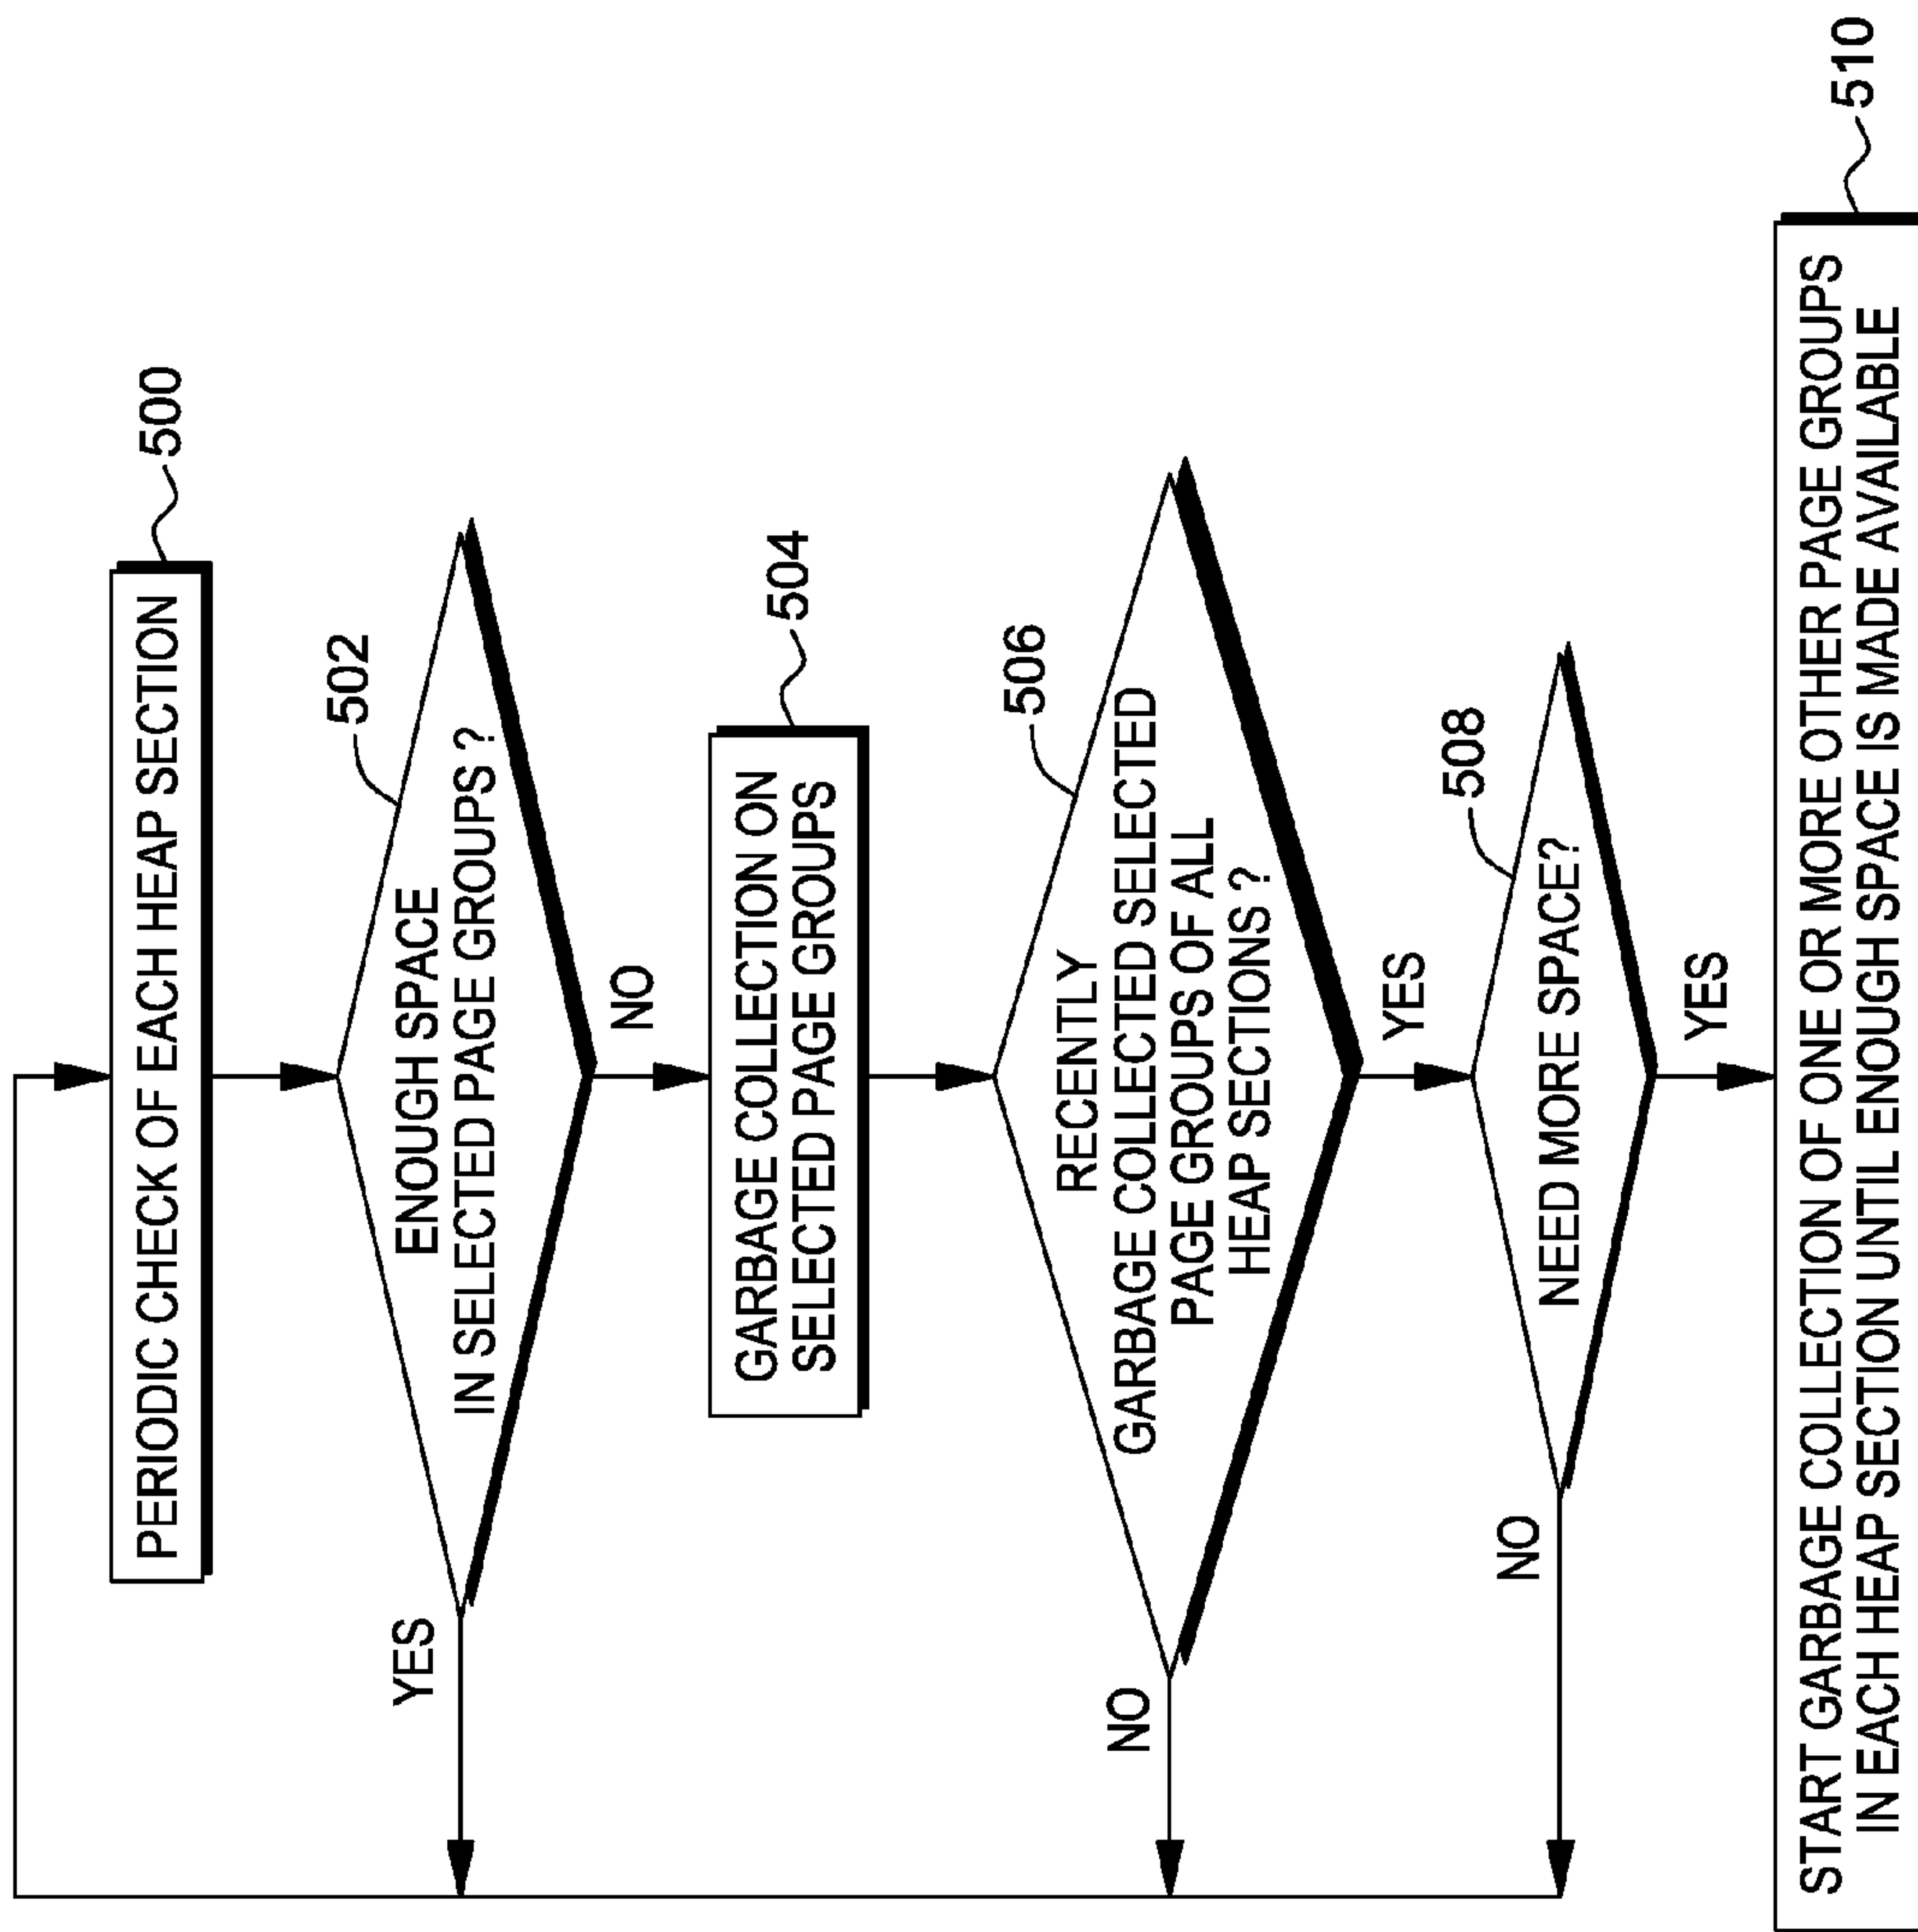 PERIODIC CHECK OF EACH HEAP SECTION
500
502
ENOUGH SPACE
IN SELECTED PAGE GROUPS ?
YES
NO
504
GARBAGE COLLECTION ON
SELECTED PAGE GROUPS
506
RECENTLY
GARBAGE COLLECTED SELECTED
PAGE GROUPS OF ALL
HEAP SECTIONS ?
NO
YES
508
NEED MORE SPACE?
NO
YES
510
START GARBAGE COLLECTION OF ONE OR MORE OTHER PAGE GROUPS
IN EACH HEAP SECTION UNTIL ENOUGH SPACE IS MADE AVAILABLE